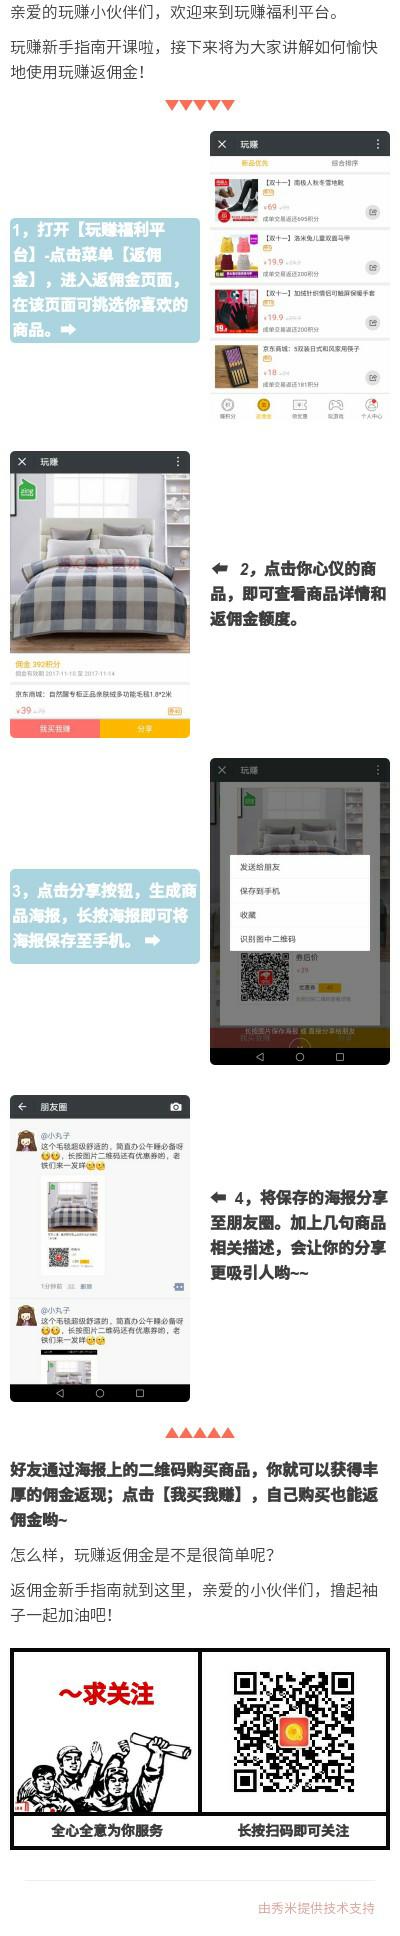 亲爱的玩赚小伙伴们，欢迎来到玩赚福利平台。
玩赚新手指南开课啦，接下来将为大家讲解如何愉快
地使用玩赚返佣金！
1，打开【玩赚福利平
台】-点击菜单【返佣
金】，进入返佣金页面，
在该页面可挑选你喜欢的
商品。
玩赚
新品优先 综合排序
【双十一】南极人秋冬雪地靴
¥69
成单交易返还695积分
【双十一】洛米兔儿童双面马甲
¥19.9
成单交易返还200积分
【双十一】加绒针织情侣可触屏保暖手套
¥19.9
成单交易返还200积分
京东商城：5双装日式和风家用筷子
¥18
成单交易返还181积分
赚积分 返佣金 领优惠 玩游戏 个人中心
玩赚
佣金 392积分
佣金有效期 2017-11-10 至 2017-11-14
京东商城：自然醒专柜正品亲肤绒多功能毛毯1.8*2米
¥39
券40
我买我赚 分享
2，点击你心仪的商
品，即可查看商品详情和
返佣金额度。
3，点击分享按钮，生成商
品海报，长按海报即可将
海报保存至手机。
玩赚
发送给朋友
保存到手机
收藏
识别图中二维码
券后价
¥39
优惠券 40
长按图片保存海报 或 直接分享给朋友
朋友圈
@小丸子
这个毛毯超级舒适的，简直办公午睡必备呀
，长按图片二维码还有优惠券哟，老
铁们来一发咩
1分钟前 删除
@小丸子
这个毛毯超级舒适的，简直办公午睡必备呀
，长按图片二维码还有优惠券哟，老
铁们来一发咩
4，将保存的海报分享
至朋友圈。加上几句商品
相关描述，会让你的分享
更吸引人哟~~
好友通过海报上的二维码购买商品，你就可以获得丰
厚的佣金返现；点击【我买我赚】，自己购买也能返
佣金哟~
怎么样，玩赚返佣金是不是很简单呢？
返佣金新手指南就到这里，亲爱的小伙伴们，撸起袖
子一起加油吧！
～求关注
全心全意为你服务 长按扫码即可关注
由秀米提供技术支持